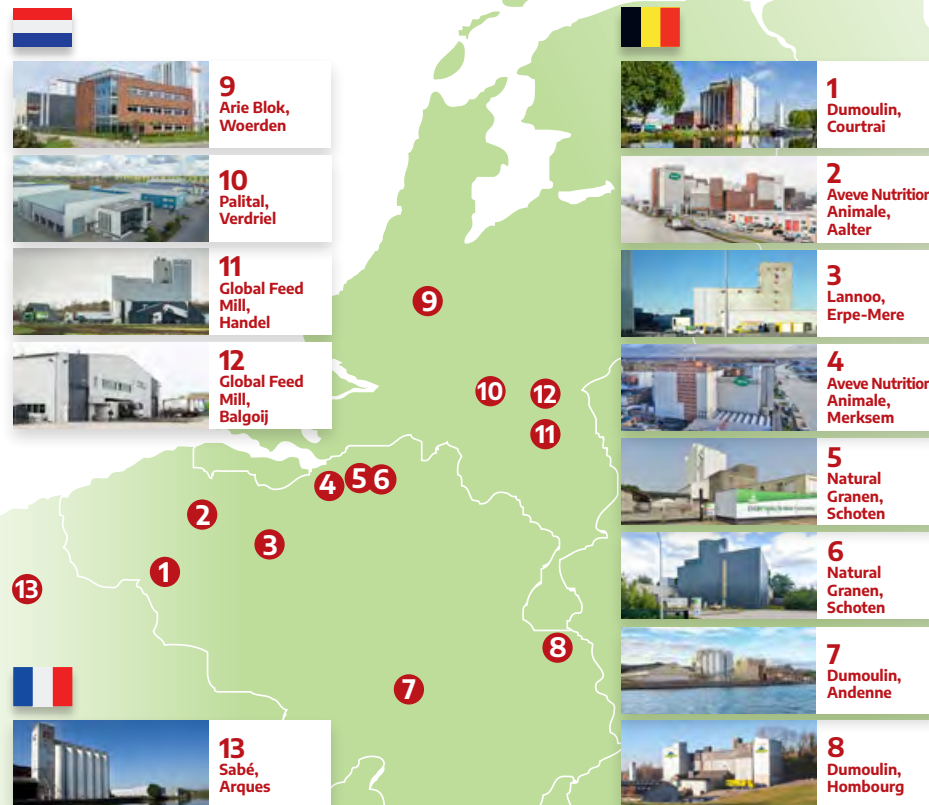 9
Arie Blok,
Woerden
10
Palital,
Verdriel
11
Global Feed
Mill,
Handel
12
Global Feed
Mill,
Balgoij
1
Dumoulin,
Courtrai
2
Aveve Nutrition
Animale,
Aalter
3
Lannoo,
Erpe-Mere
4
Aveve Nutrition
Animale,
Merksem
5
Natural
Granen,
Schoten
6
Natural
Granen,
Schoten
7
Dumoulin,
Andenne
8
Dumoulin,
Hombourg
9
10
12
11
4
5
6
2
3
1
13
8
7
13
Sabé,
Arques